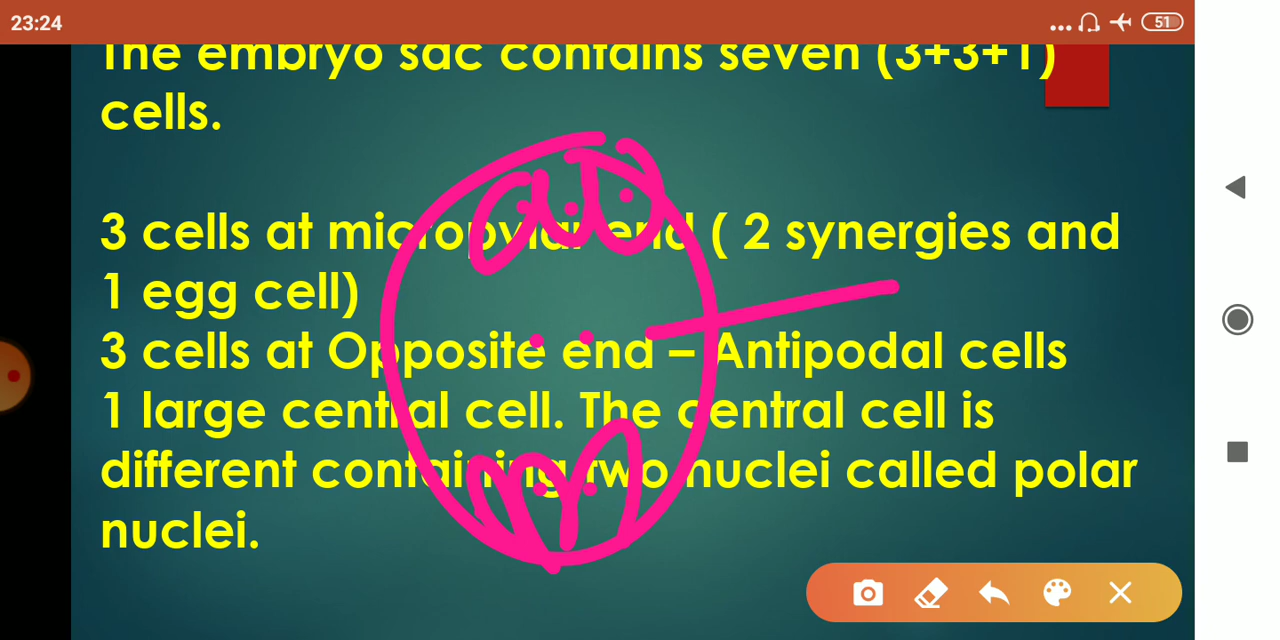 23:24
51
The embryo sac contains seven (3+3+1)
cells.
3 cells at micropylar end ( 2 synergies and
1 egg cell)
3 cells at Opposite end – Antipodal cells
1 large central cell. The central cell is
different containing two nuclei called polar
nuclei.